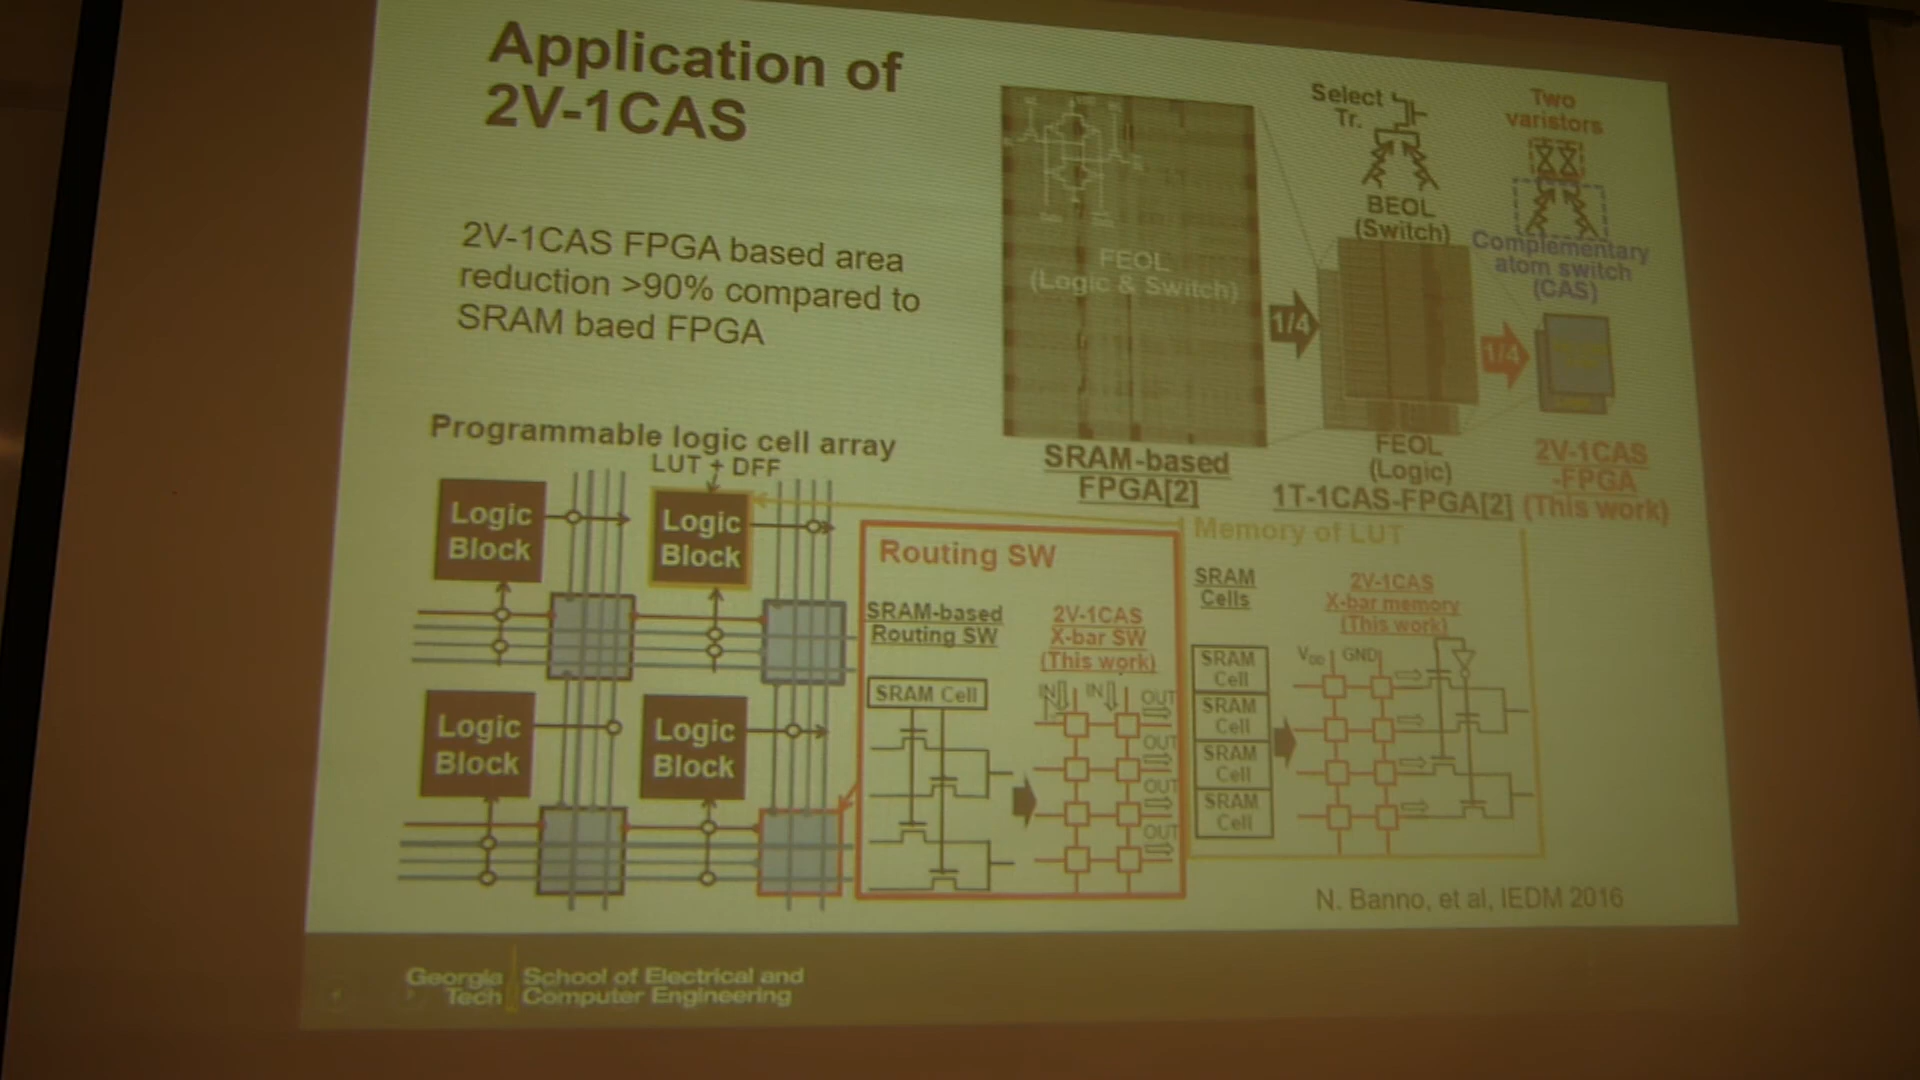 Application of
2V-1CAS
2V-1CAS FPGA based area
reduction >90% compared to
SRAM baed FPGA
FEOL
(Logic & Switch)
SRAM-based
FPGA[2]
1/4
Select
Tr.
BEOL
(Switch)
FEOL
(Logic)
1T-1CAS-FPGA[2]
1/4
Two
varistors
Complementary
atom switch
(CAS)
2V-1CAS
-FPGA
(This work)
Programmable logic cell array
LUT + DFF
Logic
Block
Logic
Block
Logic
Block
Logic
Block
Routing SW
SRAM-based
Routing SW
SRAM Cell
2V-1CAS
X-bar SW
(This work)
IN
IN
OUT
OUT
OUT
OUT
Memory of LUT
SRAM
Cells
SRAM
Cell
SRAM
Cell
SRAM
Cell
SRAM
Cell
2V-1CAS
X-bar memory
(This work)
VDD
GND
N. Banno, et al, IEDM 2016
Georgia
Tech
School of Electrical and
Computer Engineering